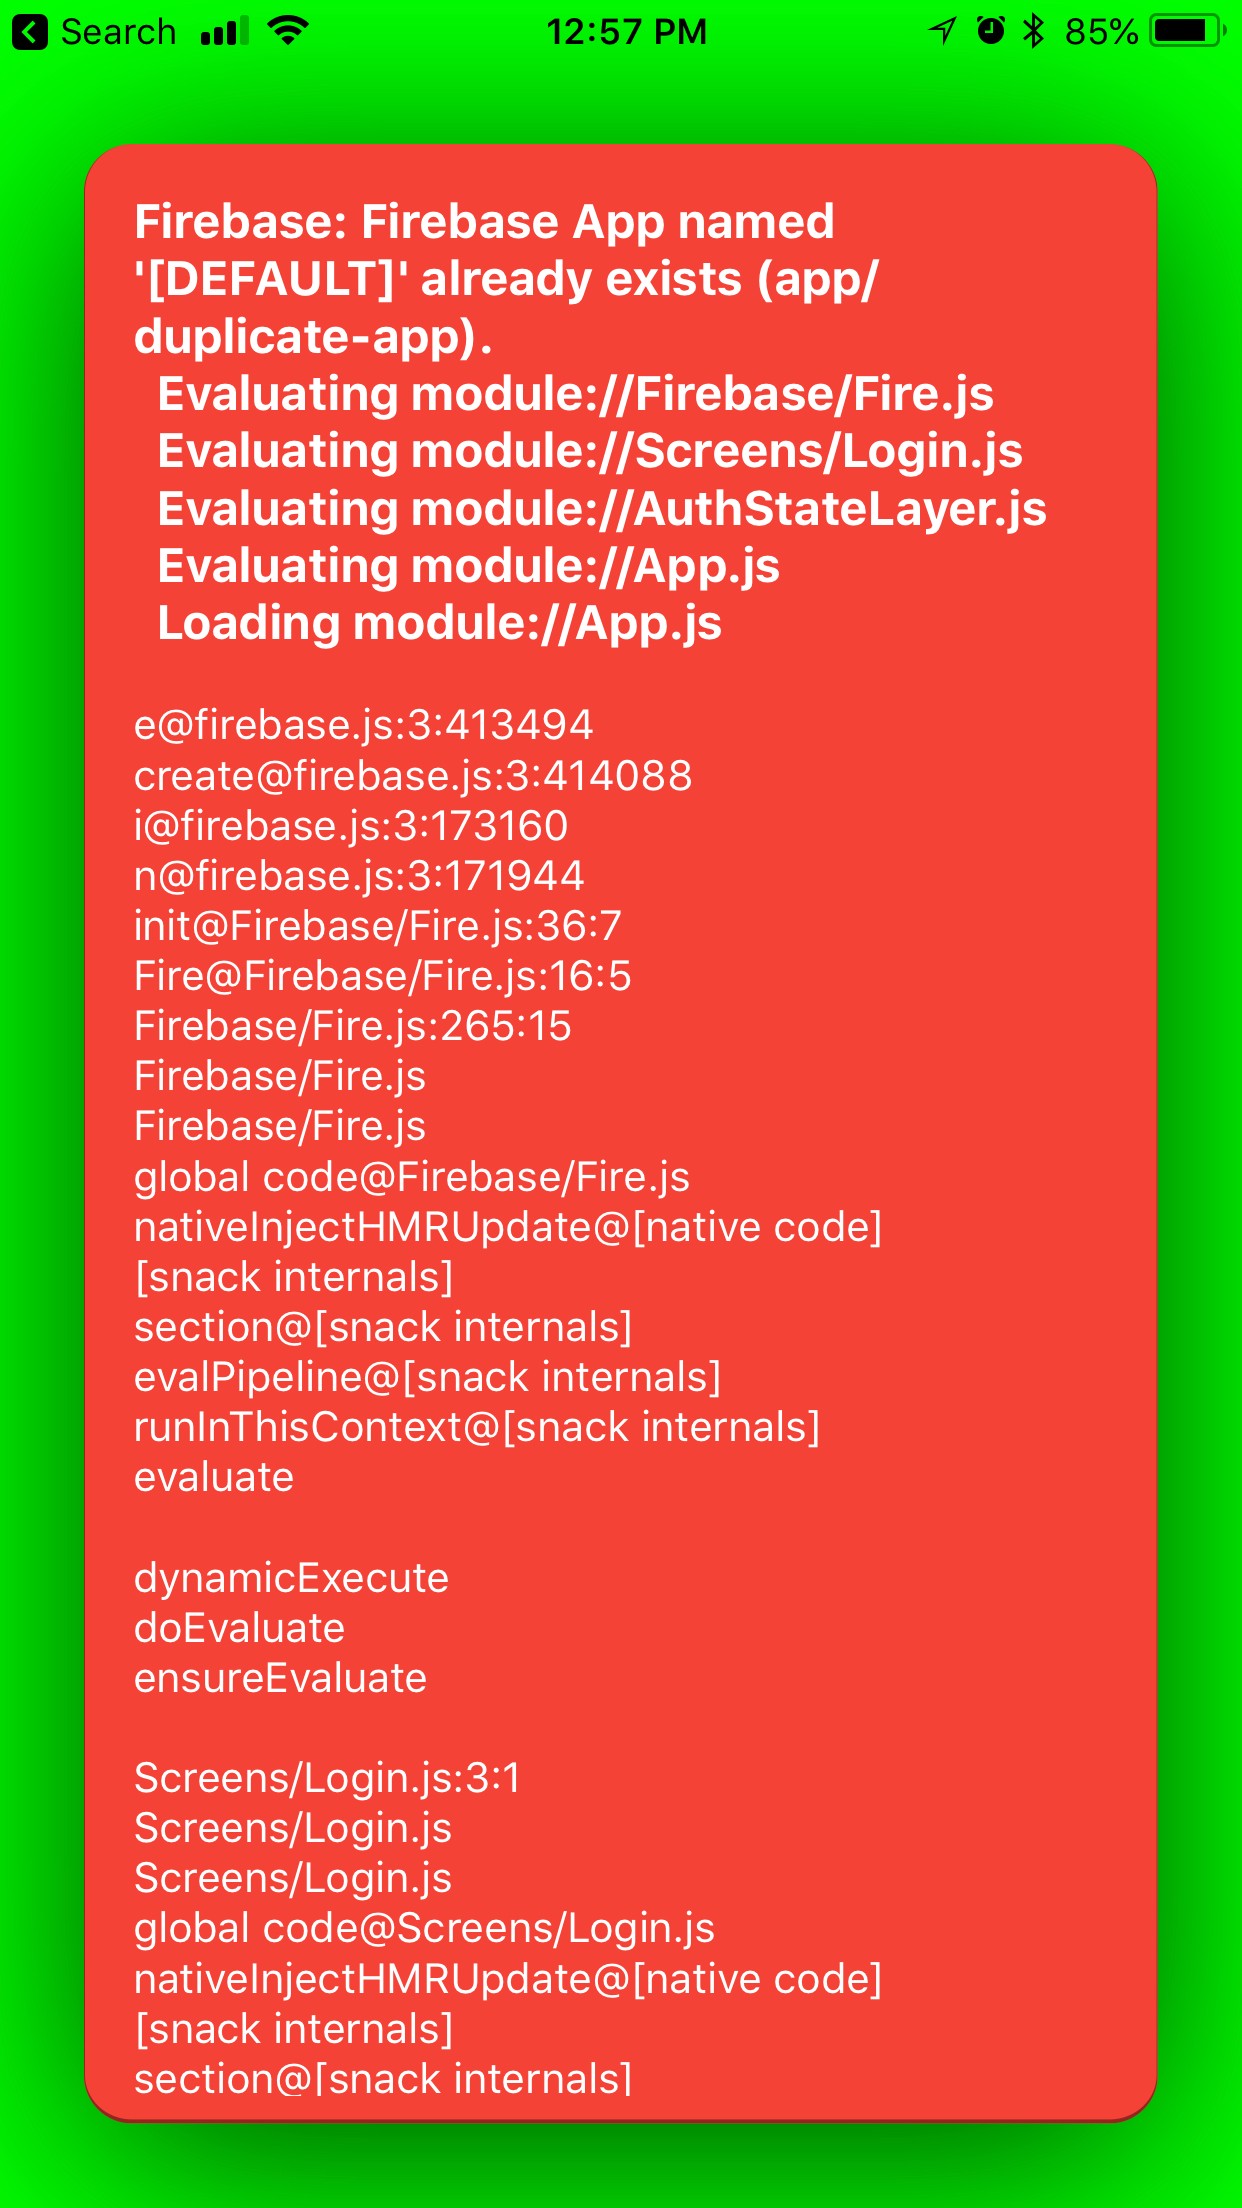 Search 12:57 PM 85%
Firebase: Firebase App named
'[DEFAULT]' already exists (app/
duplicate-app).
Evaluating module://Firebase/Fire.js
Evaluating module://Screens/Login.js
Evaluating module://AuthStateLayer.js
Evaluating module://App.js
Loading module://App.js
e@firebase.js:3:413494
create@firebase.js:3:414088
i@firebase.js:3:173160
n@firebase.js:3:171944
init@Firebase/Fire.js:36:7
Fire@Firebase/Fire.js:16:5
Firebase/Fire.js:265:15
Firebase/Fire.js
Firebase/Fire.js
global code@Firebase/Fire.js
nativeInjectHMRUpdate@[native code]
[snack internals]
section@[snack internals]
evalPipeline@[snack internals]
runInThisContext@[snack internals]
evaluate
dynamicExecute
doEvaluate
ensureEvaluate
Screens/Login.js:3:1
Screens/Login.js
Screens/Login.js
global code@Screens/Login.js
nativeInjectHMRUpdate@[native code]
[snack internals]
section@[snack internals]